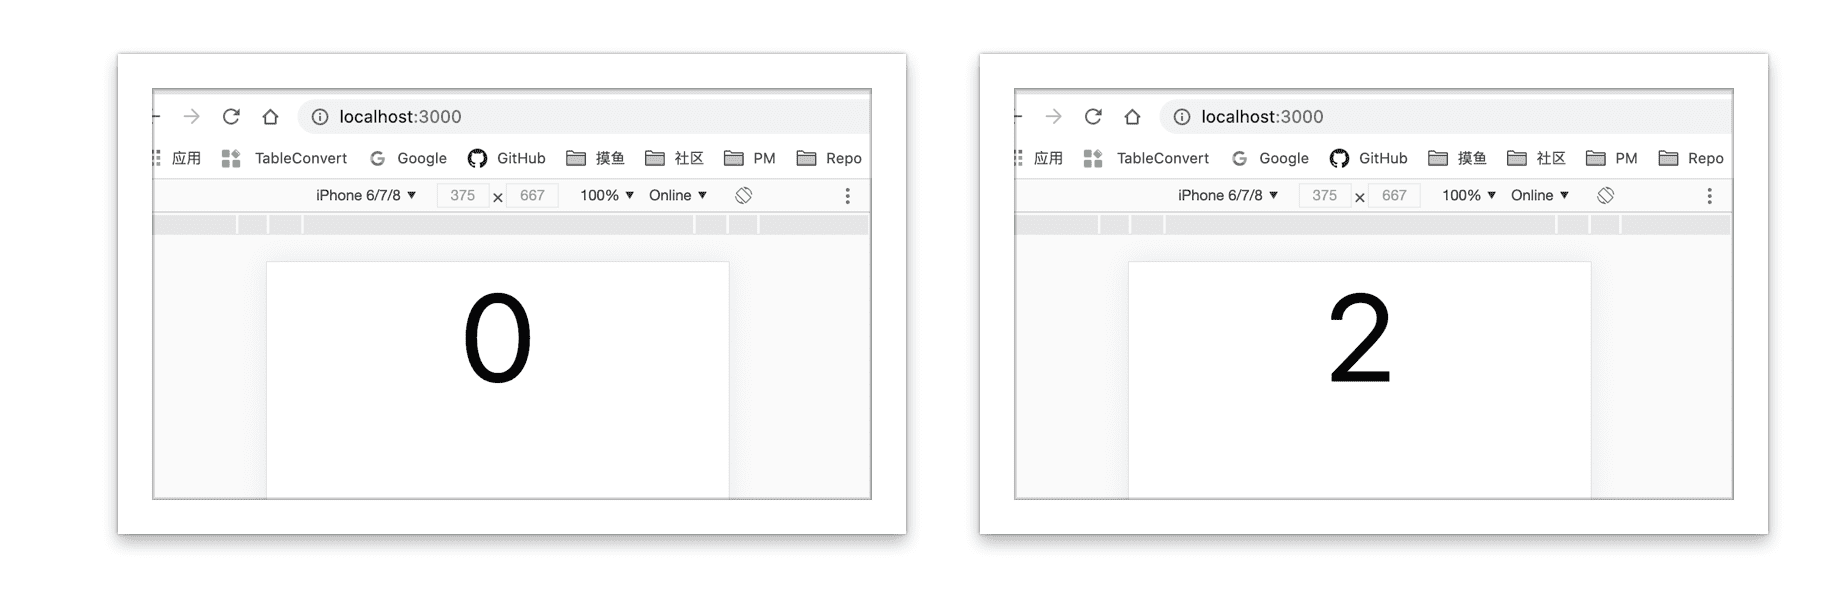 localhost:3000
应用 TableConvert Google GitHub 摸鱼 社区 PM Repo
iPhone 6/7/8 ▼ 375 × 667 100% ▼ Online ▼
0
localhost:3000
应用 TableConvert Google GitHub 摸鱼 社区 PM Repo
iPhone 6/7/8 ▼ 375 × 667 100% ▼ Online ▼
2